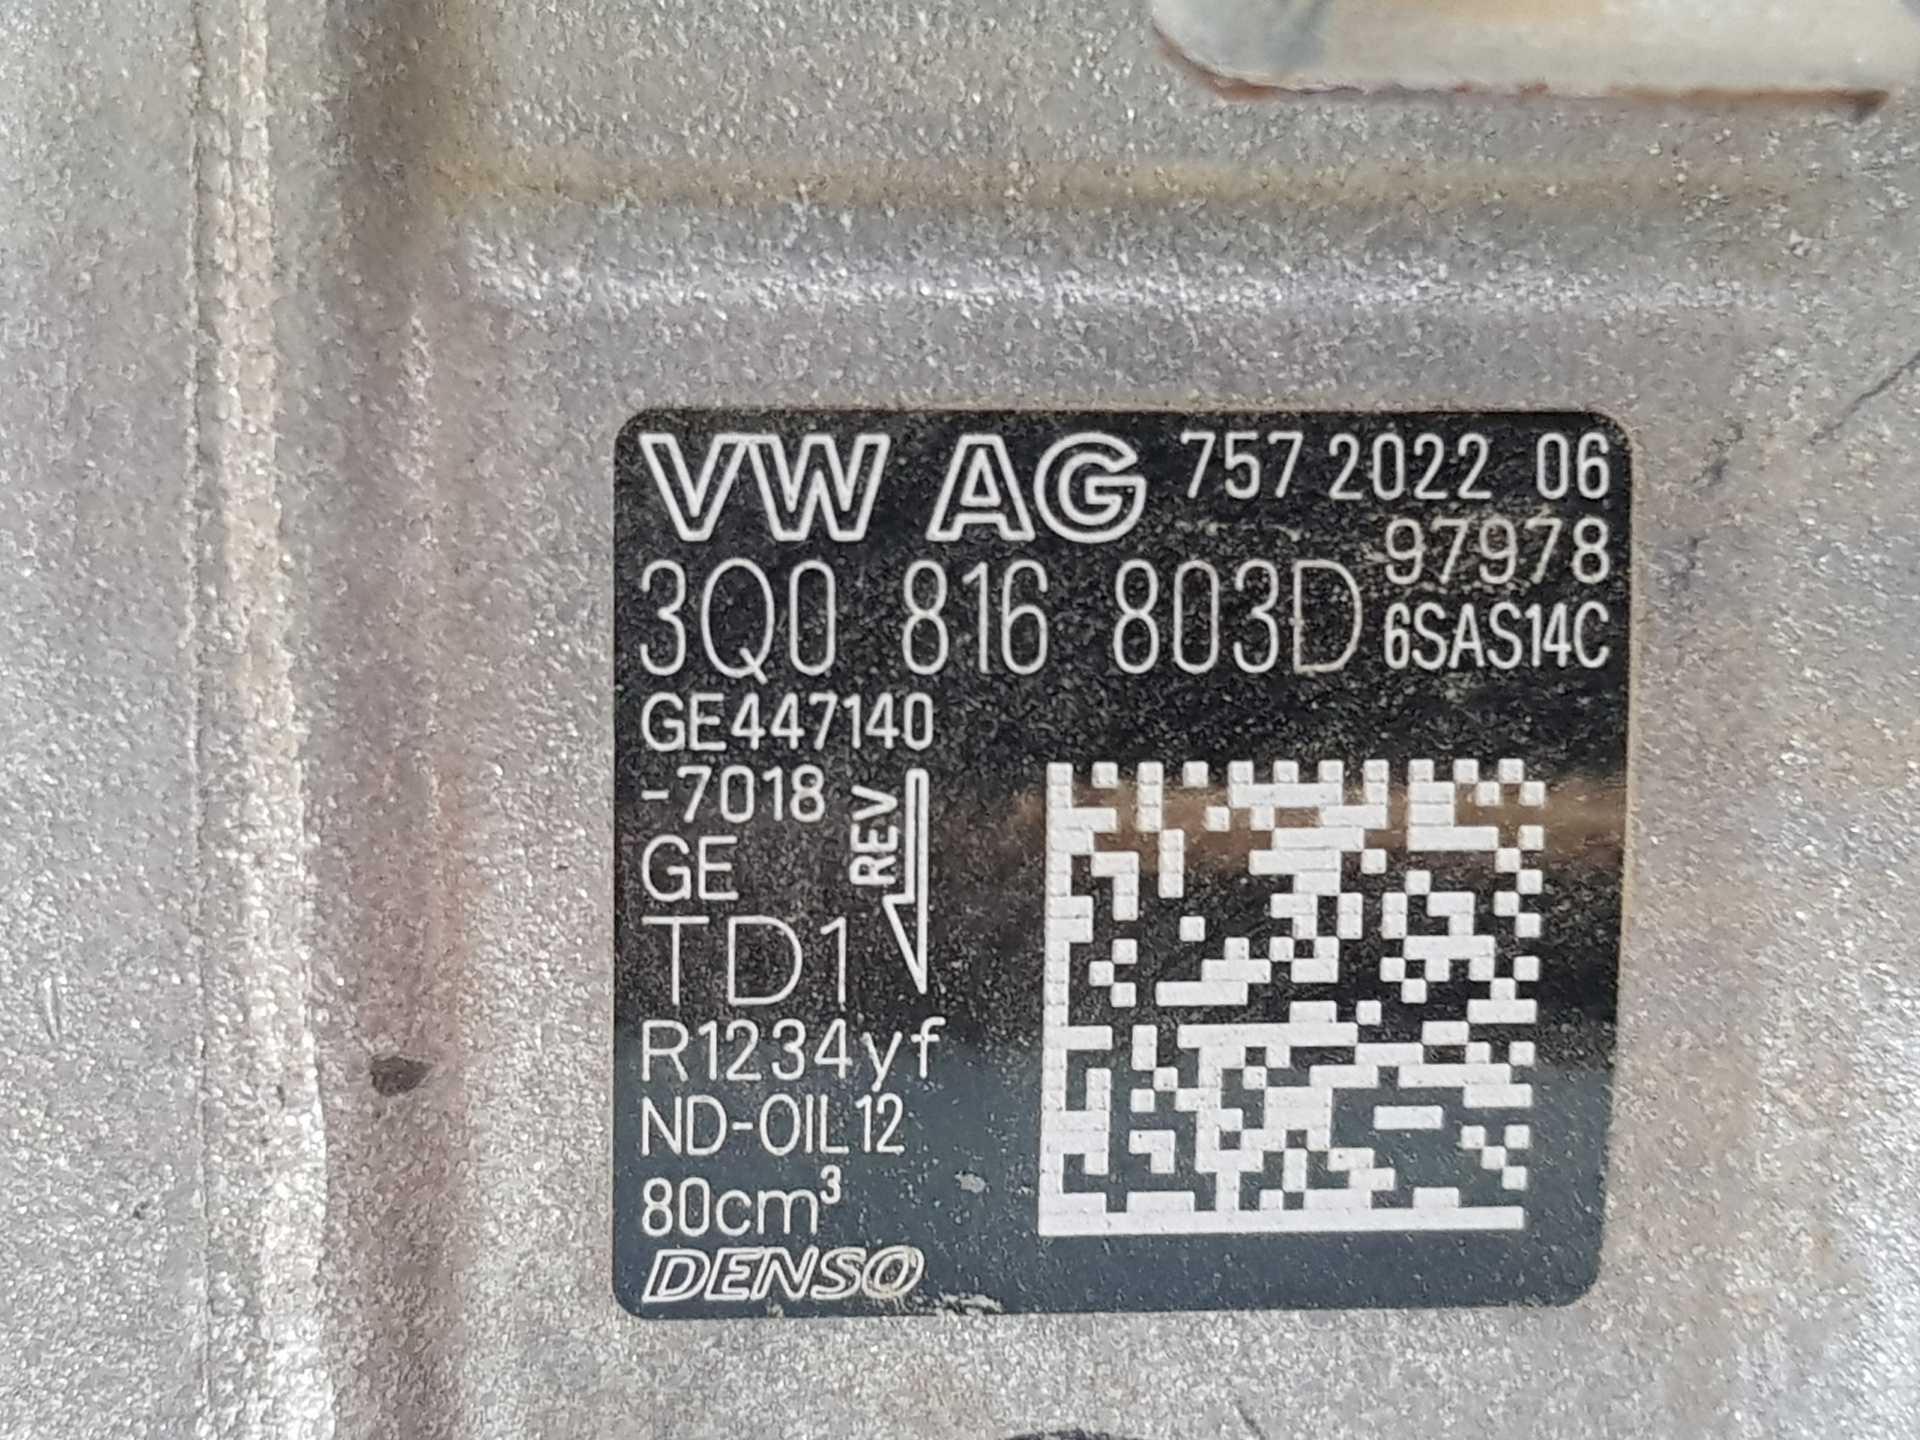 VW AG 757 2022 06
97978
3Q0 816 803D 6SAS14C
GE447140
-7018
REV
GE
TD1
R1234yf
ND-OIL12
80cm³
DENSO